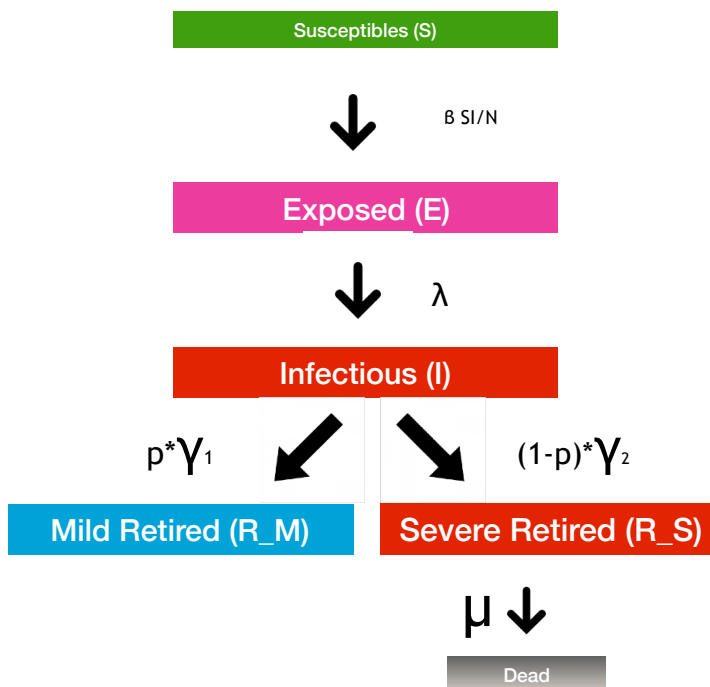 Susceptibles (S)
β SI/N
Exposed (E)
λ
Infectious (I)
p*γ₁
(1-p)*γ₂
Mild Retired (R_M)
Severe Retired (R_S)
μ
Dead